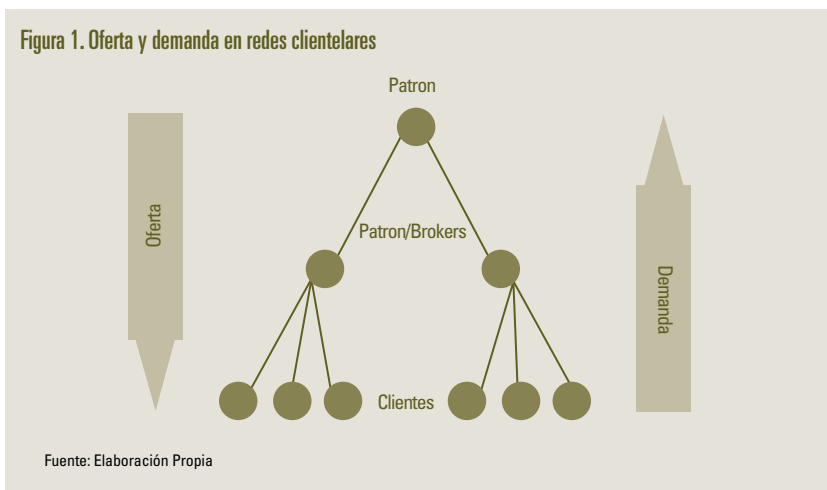 Figura 1. Oferta y demanda en redes clientelares
Patron
Oferta
Patron/Brokers
Demanda
Clientes
Fuente: Elaboración Propia